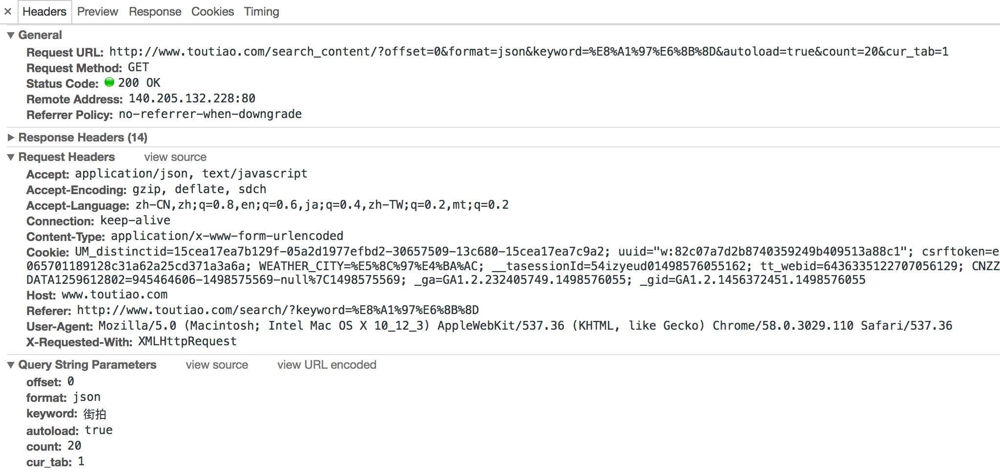 × Headers Preview Response Cookies Timing
▼ General
Request URL: http://www.toutiao.com/search_content/?offset=0&format=json&keyword=%E8%A1%97%E6%8B%8D&autoload=true&count=20&cur_tab=1
Request Method: GET
Status Code: 200 OK
Remote Address: 140.205.132.228:80
Referrer Policy: no-referrer-when-downgrade
▶ Response Headers (14)
▼ Request Headers view source
Accept: application/json, text/javascript
Accept-Encoding: gzip, deflate, sdch
Accept-Language: zh-CN,zh;q=0.8,en;q=0.6,ja;q=0.4,zh-TW;q=0.2,mt;q=0.2
Connection: keep-alive
Content-Type: application/x-www-form-urlencoded
Cookie: UM_distinctid=15cea17ea7b129f-05a2d1977efbd2-30657509-13c680-15cea17ea7c9a2; uuid="w:82c07a7d2b8740359249b409513a88c1"; csrftoken=e
065701189128c31a62a25cd371a3a6a; WEATHER_CITY=%E5%8C%97%E4%BA%AC; __tasessionId=54izyeud01498576055162; tt_webid=6436335122707056129; CNZZ
DATA1259612802=945464606-1498575569-null%7C1498575569; _ga=GA1.2.232405749.1498576055; _gid=GA1.2.1456372451.1498576055
Host: www.toutiao.com
Referer: http://www.toutiao.com/search/?keyword=%E8%A1%97%E6%8B%8D
User-Agent: Mozilla/5.0 (Macintosh; Intel Mac OS X 10_12_3) AppleWebKit/537.36 (KHTML, like Gecko) Chrome/58.0.3029.110 Safari/537.36
X-Requested-With: XMLHttpRequest
▼ Query String Parameters view source view URL encoded
offset: 0
format: json
keyword: 街拍
autoload: true
count: 20
cur_tab: 1